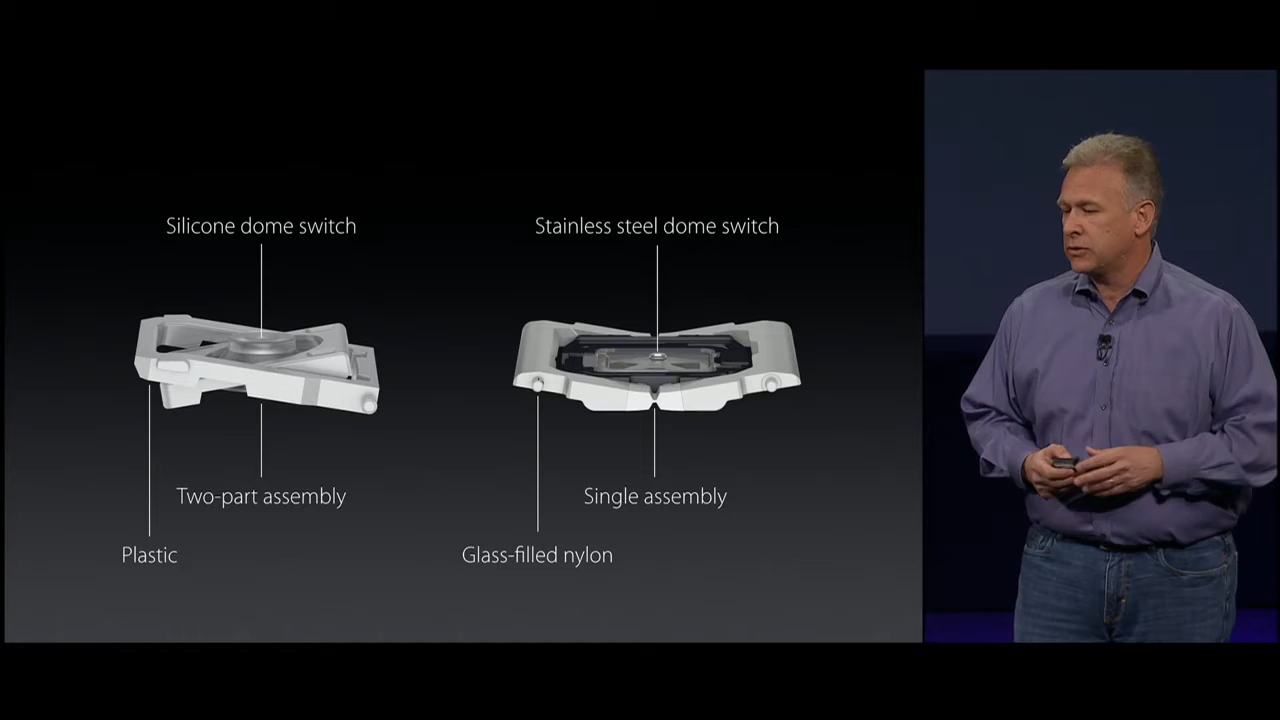 Silicone dome switch
Stainless steel dome switch
Two-part assembly
Single assembly
Plastic
Glass-filled nylon